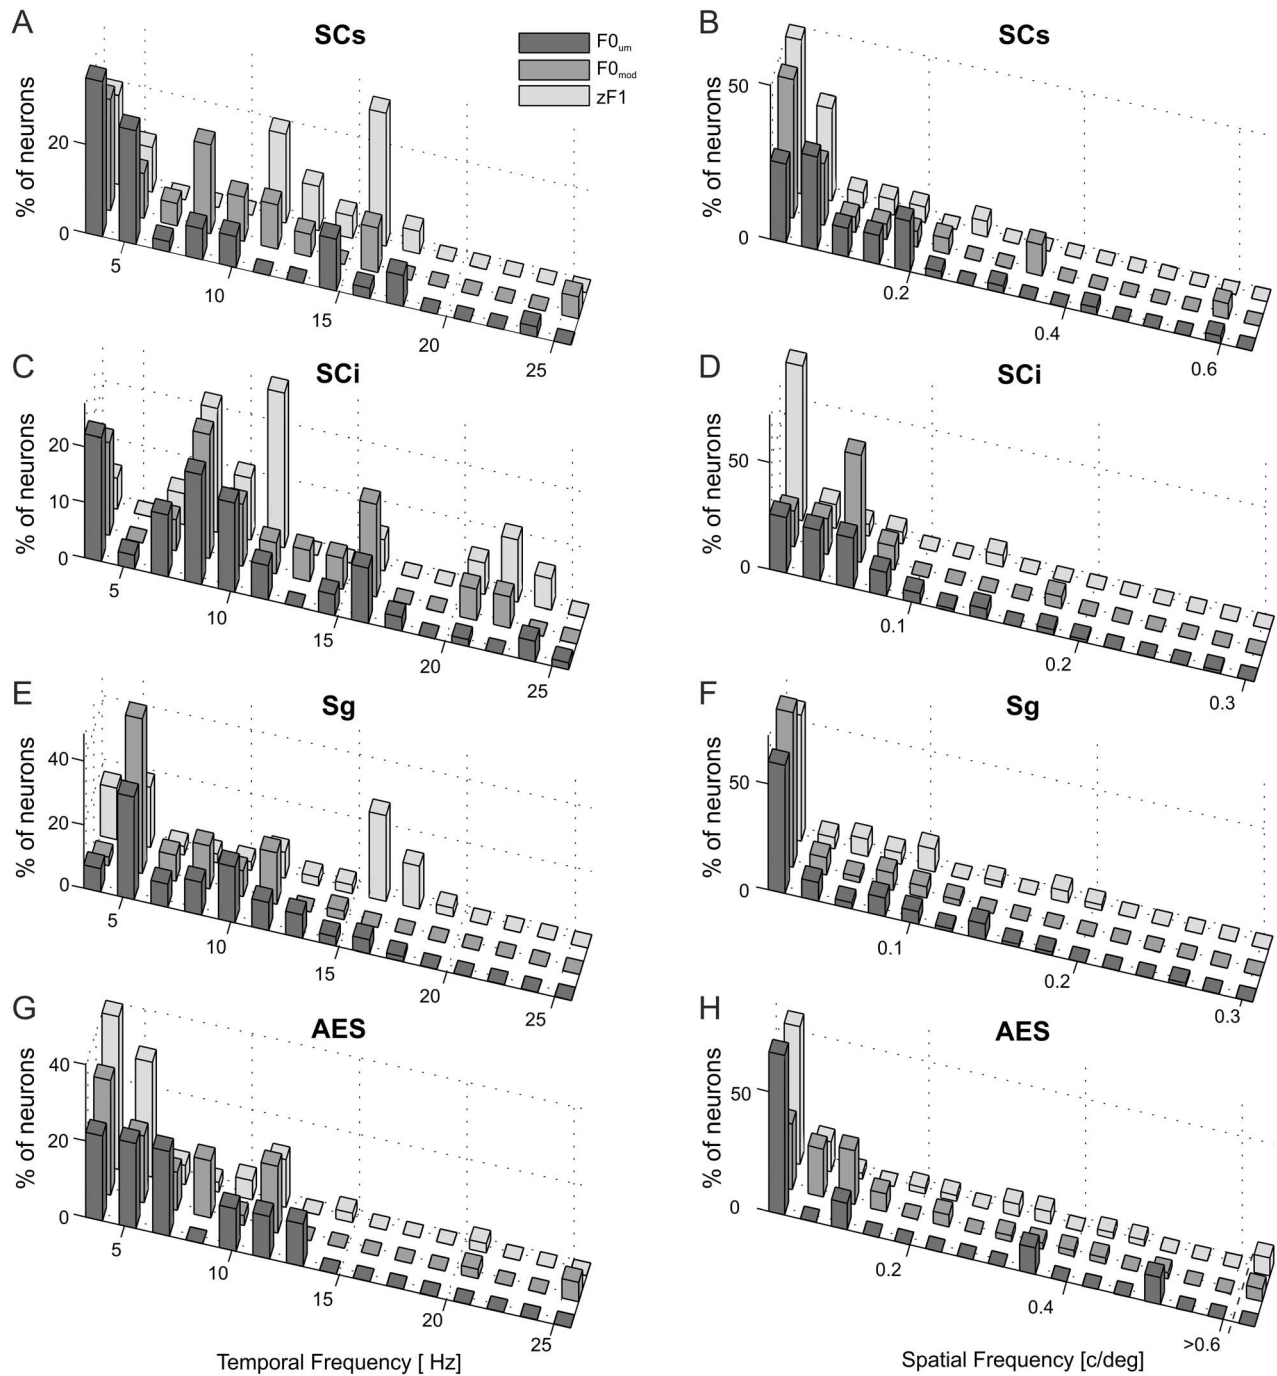 A
SCs
F0um
F0mod
zF1
% of neurons
20
0
5
10
15
20
25
B
SCs
% of neurons
50
0
0.2
0.4
0.6
C
SCi
% of neurons
20
10
0
5
10
15
20
25
D
SCi
% of neurons
50
0
0.1
0.2
0.3
E
Sg
% of neurons
40
20
0
5
10
15
20
25
F
Sg
% of neurons
50
0
0.1
0.2
0.3
G
AES
% of neurons
40
20
0
5
10
15
20
25
Temporal Frequency [ Hz]
H
AES
% of neurons
50
0
0.2
0.4
>0.6
Spatial Frequency [c/deg]